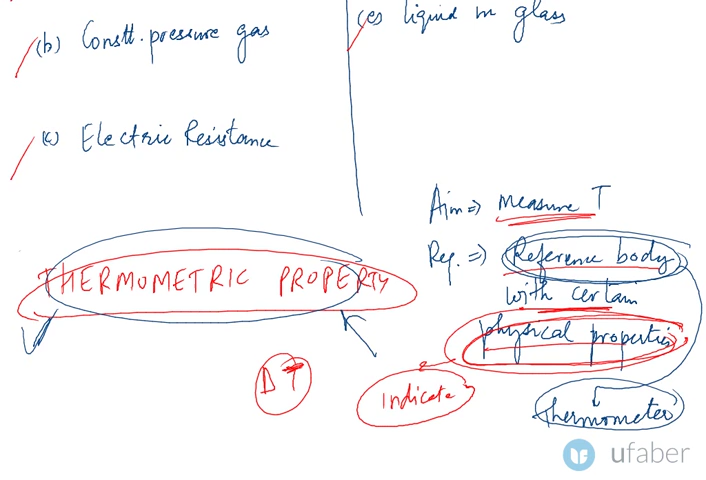 (b) Constt. pressure gas
(e) liquid in glass
(c) Electric Resistance
Aim => measure T
Req. => Reference body
with certain
physical properties
THERMOMETRIC PROPERTY
ΔT
indicate
thermometer
ufaber